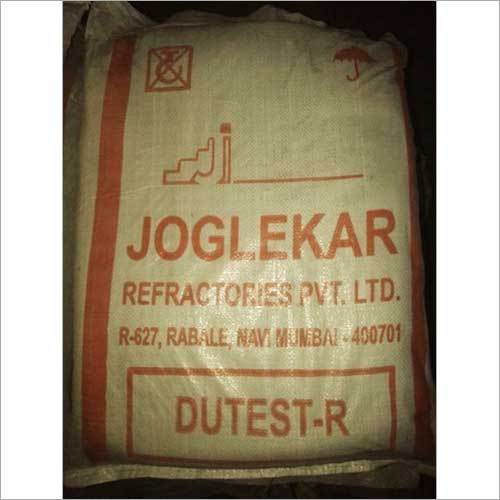 JOGLEKAR
REFRACTORIES PVT. LTD.
R-627, RABALE, NAVI MUMBAI - 400701
DUTEST-R